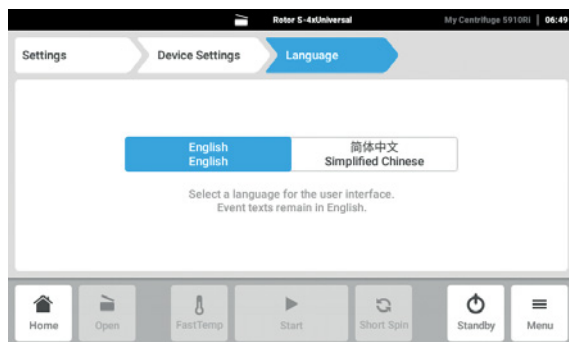 Rotor S-4xUniversal
My Centrifuge 5910Ri | 06:49
Settings
Device Settings
Language
English
English
简体中文
Simplified Chinese
Select a language for the user interface.
Event texts remain in English.
Home
Open
FastTemp
Start
Short Spin
Standby
Menu